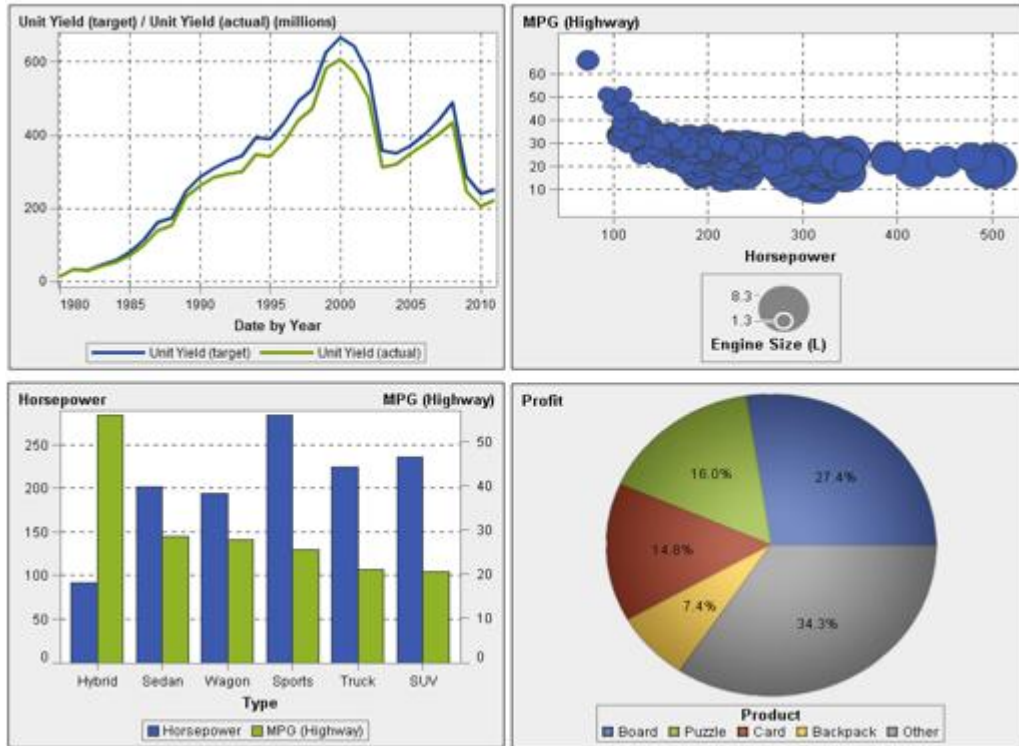 Unit Yield (target) / Unit Yield (actual) (millions)
600
400
200
0
1980 1985 1990 1995 2000 2005 2010
Date by Year
Unit Yield (target) Unit Yield (actual)
MPG (Highway)
60
50
40
30
20
10
100 200 300 400 500
Horsepower
8.3
1.3
Engine Size (L)
Horsepower MPG (Highway)
250 50
200 40
150 30
100 20
50 10
0 0
Hybrid Sedan Wagon Sports Truck SUV
Type
Horsepower MPG (Highway)
Profit
16.0% 27.4%
14.8%
7.4%
34.3%
Product
Board Puzzle Card Backpack Other